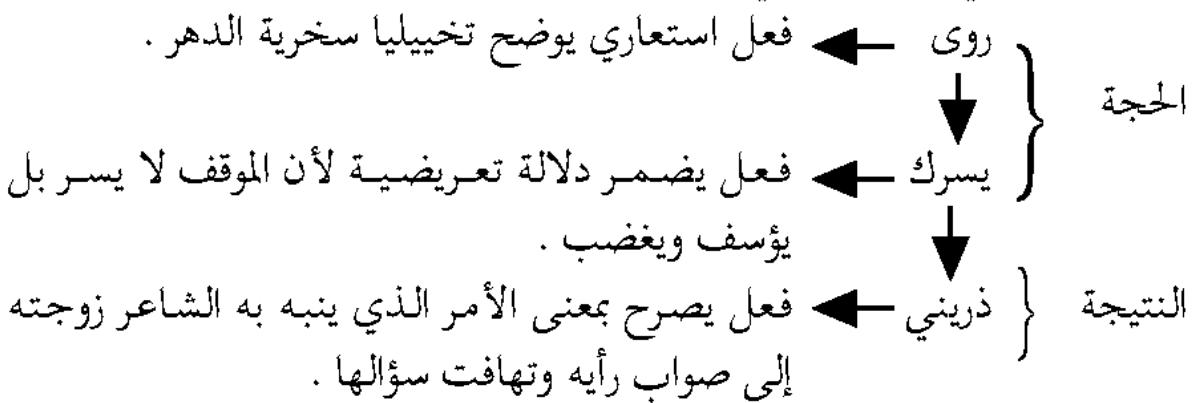 روى ← فعل استعاري يوضح تخييليا سخرية الدهر .
الحجة
يسرك ← فعل يضمر دلالة تعريضية لأن الموقف لا يسر بل
يؤسف ويغضب .
النتيجة { ذريني ← فعل يصرح بمعنى الأمر الذي ينبه به الشاعر زوجته
إلى صواب رأيه وتهافت سؤالها .